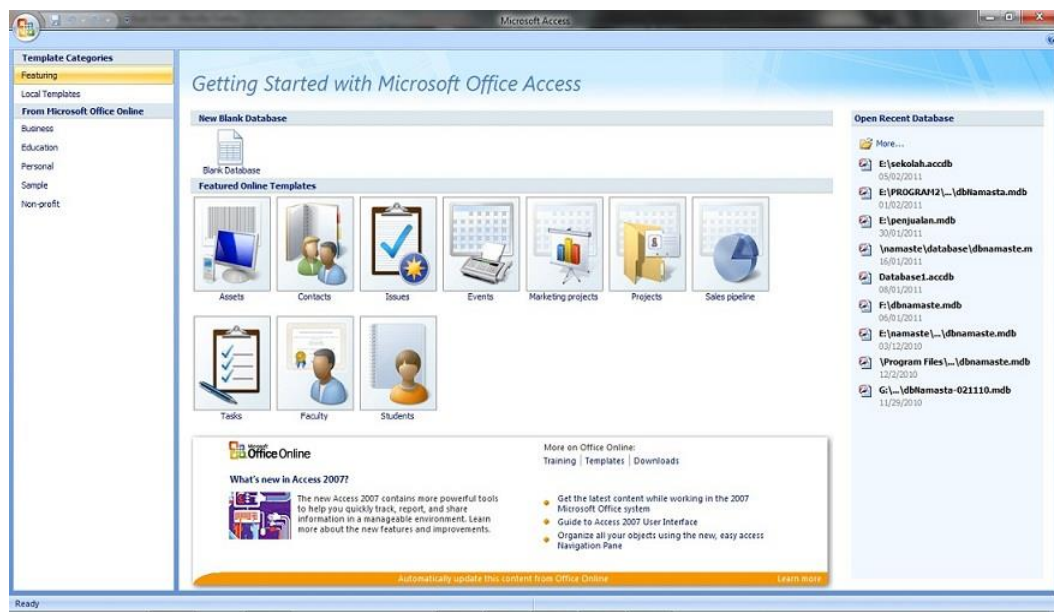 Microsoft Access
Template Categories
Featuring
Local Templates
From Microsoft Office Online
Business
Education
Personal
Sample
Non-profit
Getting Started with Microsoft Office Access
New Blank Database
Blank Database
Featured Online Templates
Assets
Contacts
Issues
Events
Marketing projects
Projects
Sales pipeline
Tasks
Faculty
Students
Microsoft
Office Online
What's new in Access 2007?
The new Access 2007 contains more powerful tools
to help you quickly track, report, and share
information in a manageable environment. Learn
more about the new features and improvements.
More on Office Online:
Training | Templates | Downloads
Get the latest content while working in the 2007
Microsoft Office system
Guide to Access 2007 User Interface
Organize all your objects using the new, easy access
Navigation Pane
Automatically update this content from Office Online
Learn more
Open Recent Database
More...
E:\sekolah.accdb
05/02/2011
E:\PROGRAM2\...\dbNamasta.mdb
01/02/2011
E:\penjualan.mdb
30/01/2011
\namaste\database\dbnamaste.m
16/01/2011
Database1.accdb
08/01/2011
F:\dbnamaste.mdb
06/01/2011
E:\namaste\...\dbnamaste.mdb
03/12/2010
\Program Files\...\dbnamaste.mdb
12/2/2010
G:\...\dbNamasta-021110.mdb
11/29/2010
Ready